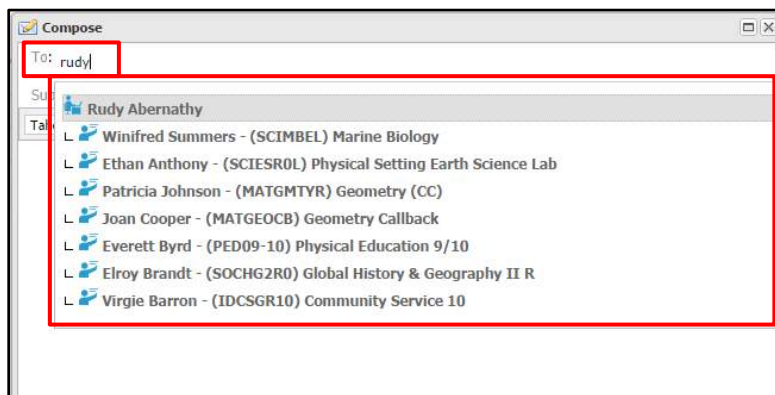 Compose
To: rudy
Su
Rudy Abernathy
Ta
Winifred Summers - (SCIMBEL) Marine Biology
Ethan Anthony - (SCIESR0L) Physical Setting Earth Science Lab
Patricia Johnson - (MATGMTYR) Geometry (CC)
Joan Cooper - (MATGEOCB) Geometry Callback
Everett Byrd - (PED09-10) Physical Education 9/10
Elroy Brandt - (SOCHG2R0) Global History & Geography II R
Virgie Barron - (IDCSGR10) Community Service 10